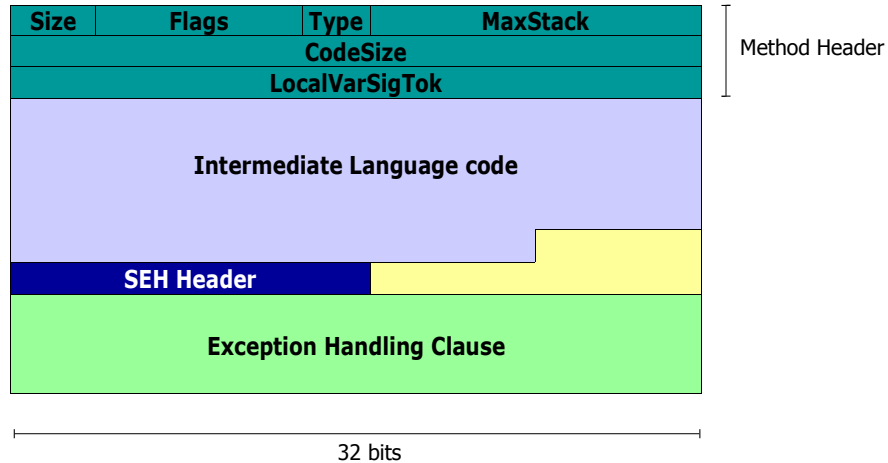 Size Flags Type MaxStack
CodeSize
Method Header
LocalVarSigTok
Intermediate Language code
SEH Header
Exception Handling Clause
32 bits